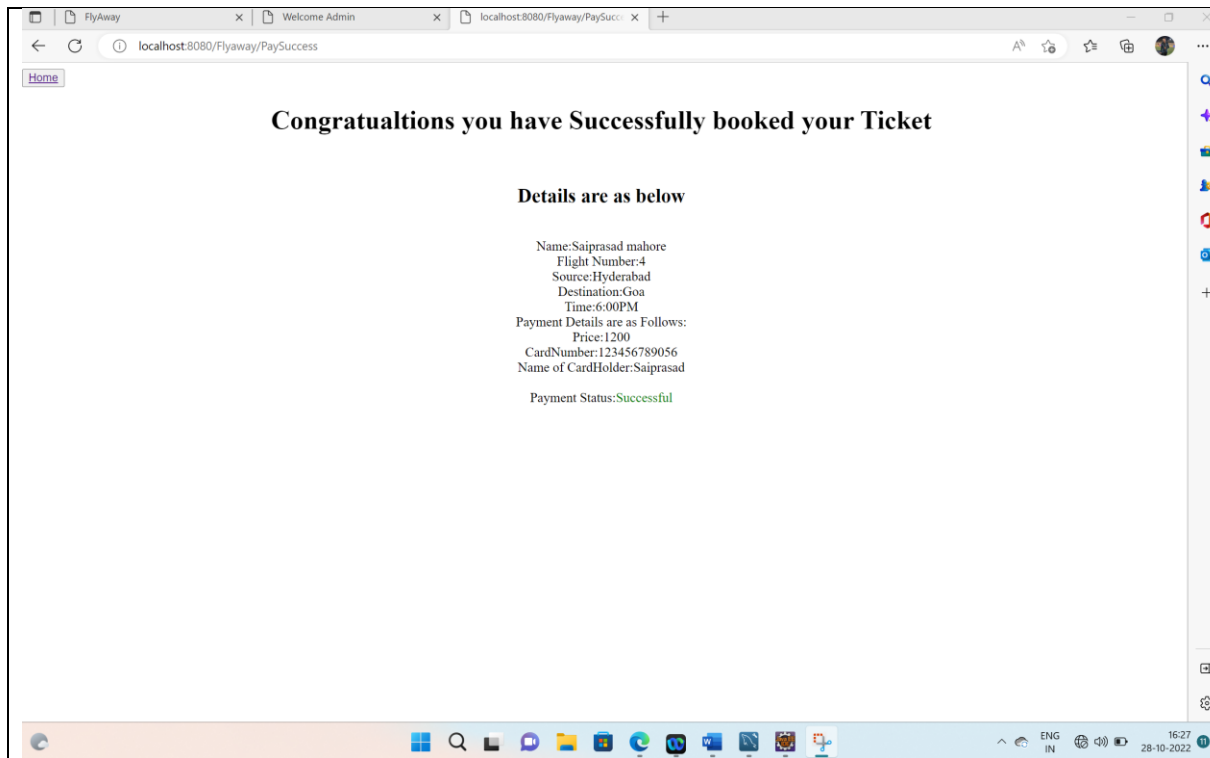 FlyAway
Welcome Admin
localhost:8080/Flyaway/PaySucc
localhost:8080/Flyaway/PaySuccess
Home
Congratualtions you have Successfully booked your Ticket
Details are as below
Name:Saiprasad mahore
Flight Number:4
Source:Hyderabad
Destination:Goa
Time:6:00PM
Payment Details are as Follows:
Price:1200
CardNumber:123456789056
Name of CardHolder:Saiprasad
Payment Status:Successful
ENG
IN
16:27
28-10-2022
11